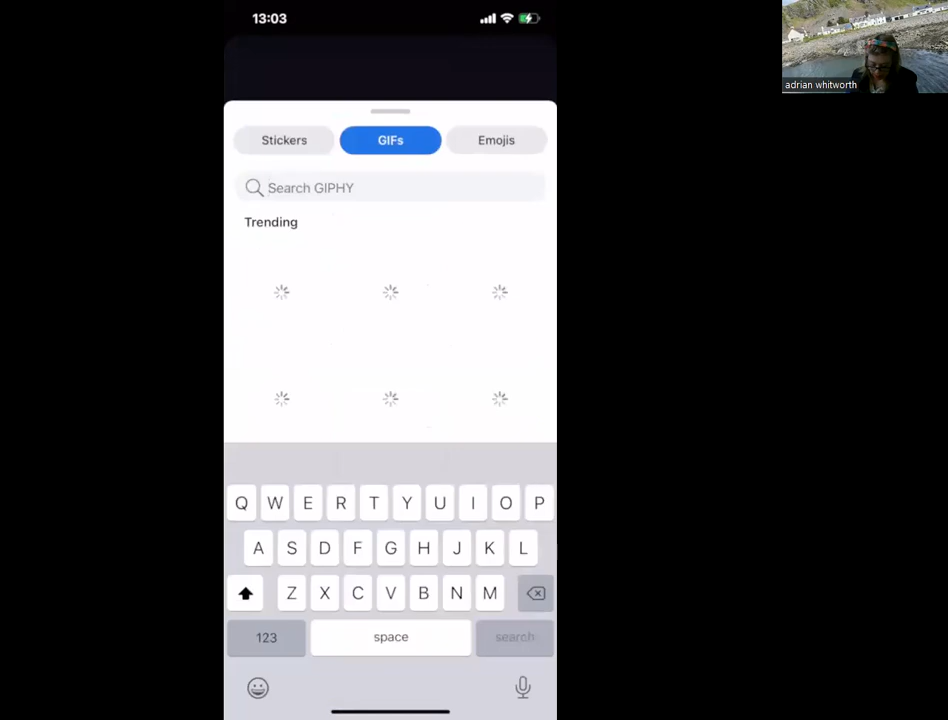 13:03
adrian whitworth
Stickers
GIFs
Emojis
Search GIPHY
Trending
Q W E R T Y U I O P
A S D F G H J K L
Z X C V B N M
123
space
search